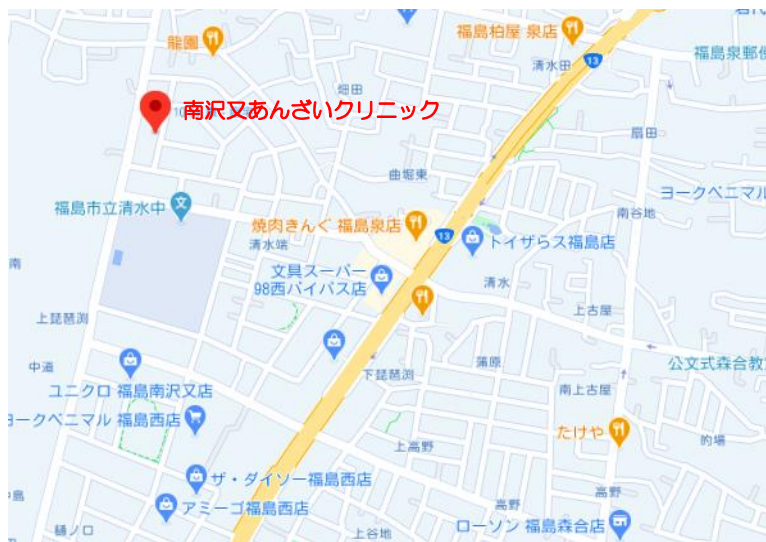 福島柏屋 泉店
龍園
13
清水田
福島泉郵便
畑田
南沢又あんざいクリニック
扇田
曲堀東
ヨークベニマル
福島市立清水中
南谷地
焼肉きんぐ 福島泉店
清水端
13
トイザらス福島店
南
文具スーパー
98西バイパス店
清水
上古屋
上琵琶渕
中道
下琵琶渕
蒲原
公文式森合教
ユニクロ 福島南沢又店
南上古屋
ヨークベニマル 福島西店
たけや
的場
上高野
ザ・ダイソー福島西店
高野
高野
アミーゴ福島西店
ローソン 福島森合店
樋ノ口
上谷地